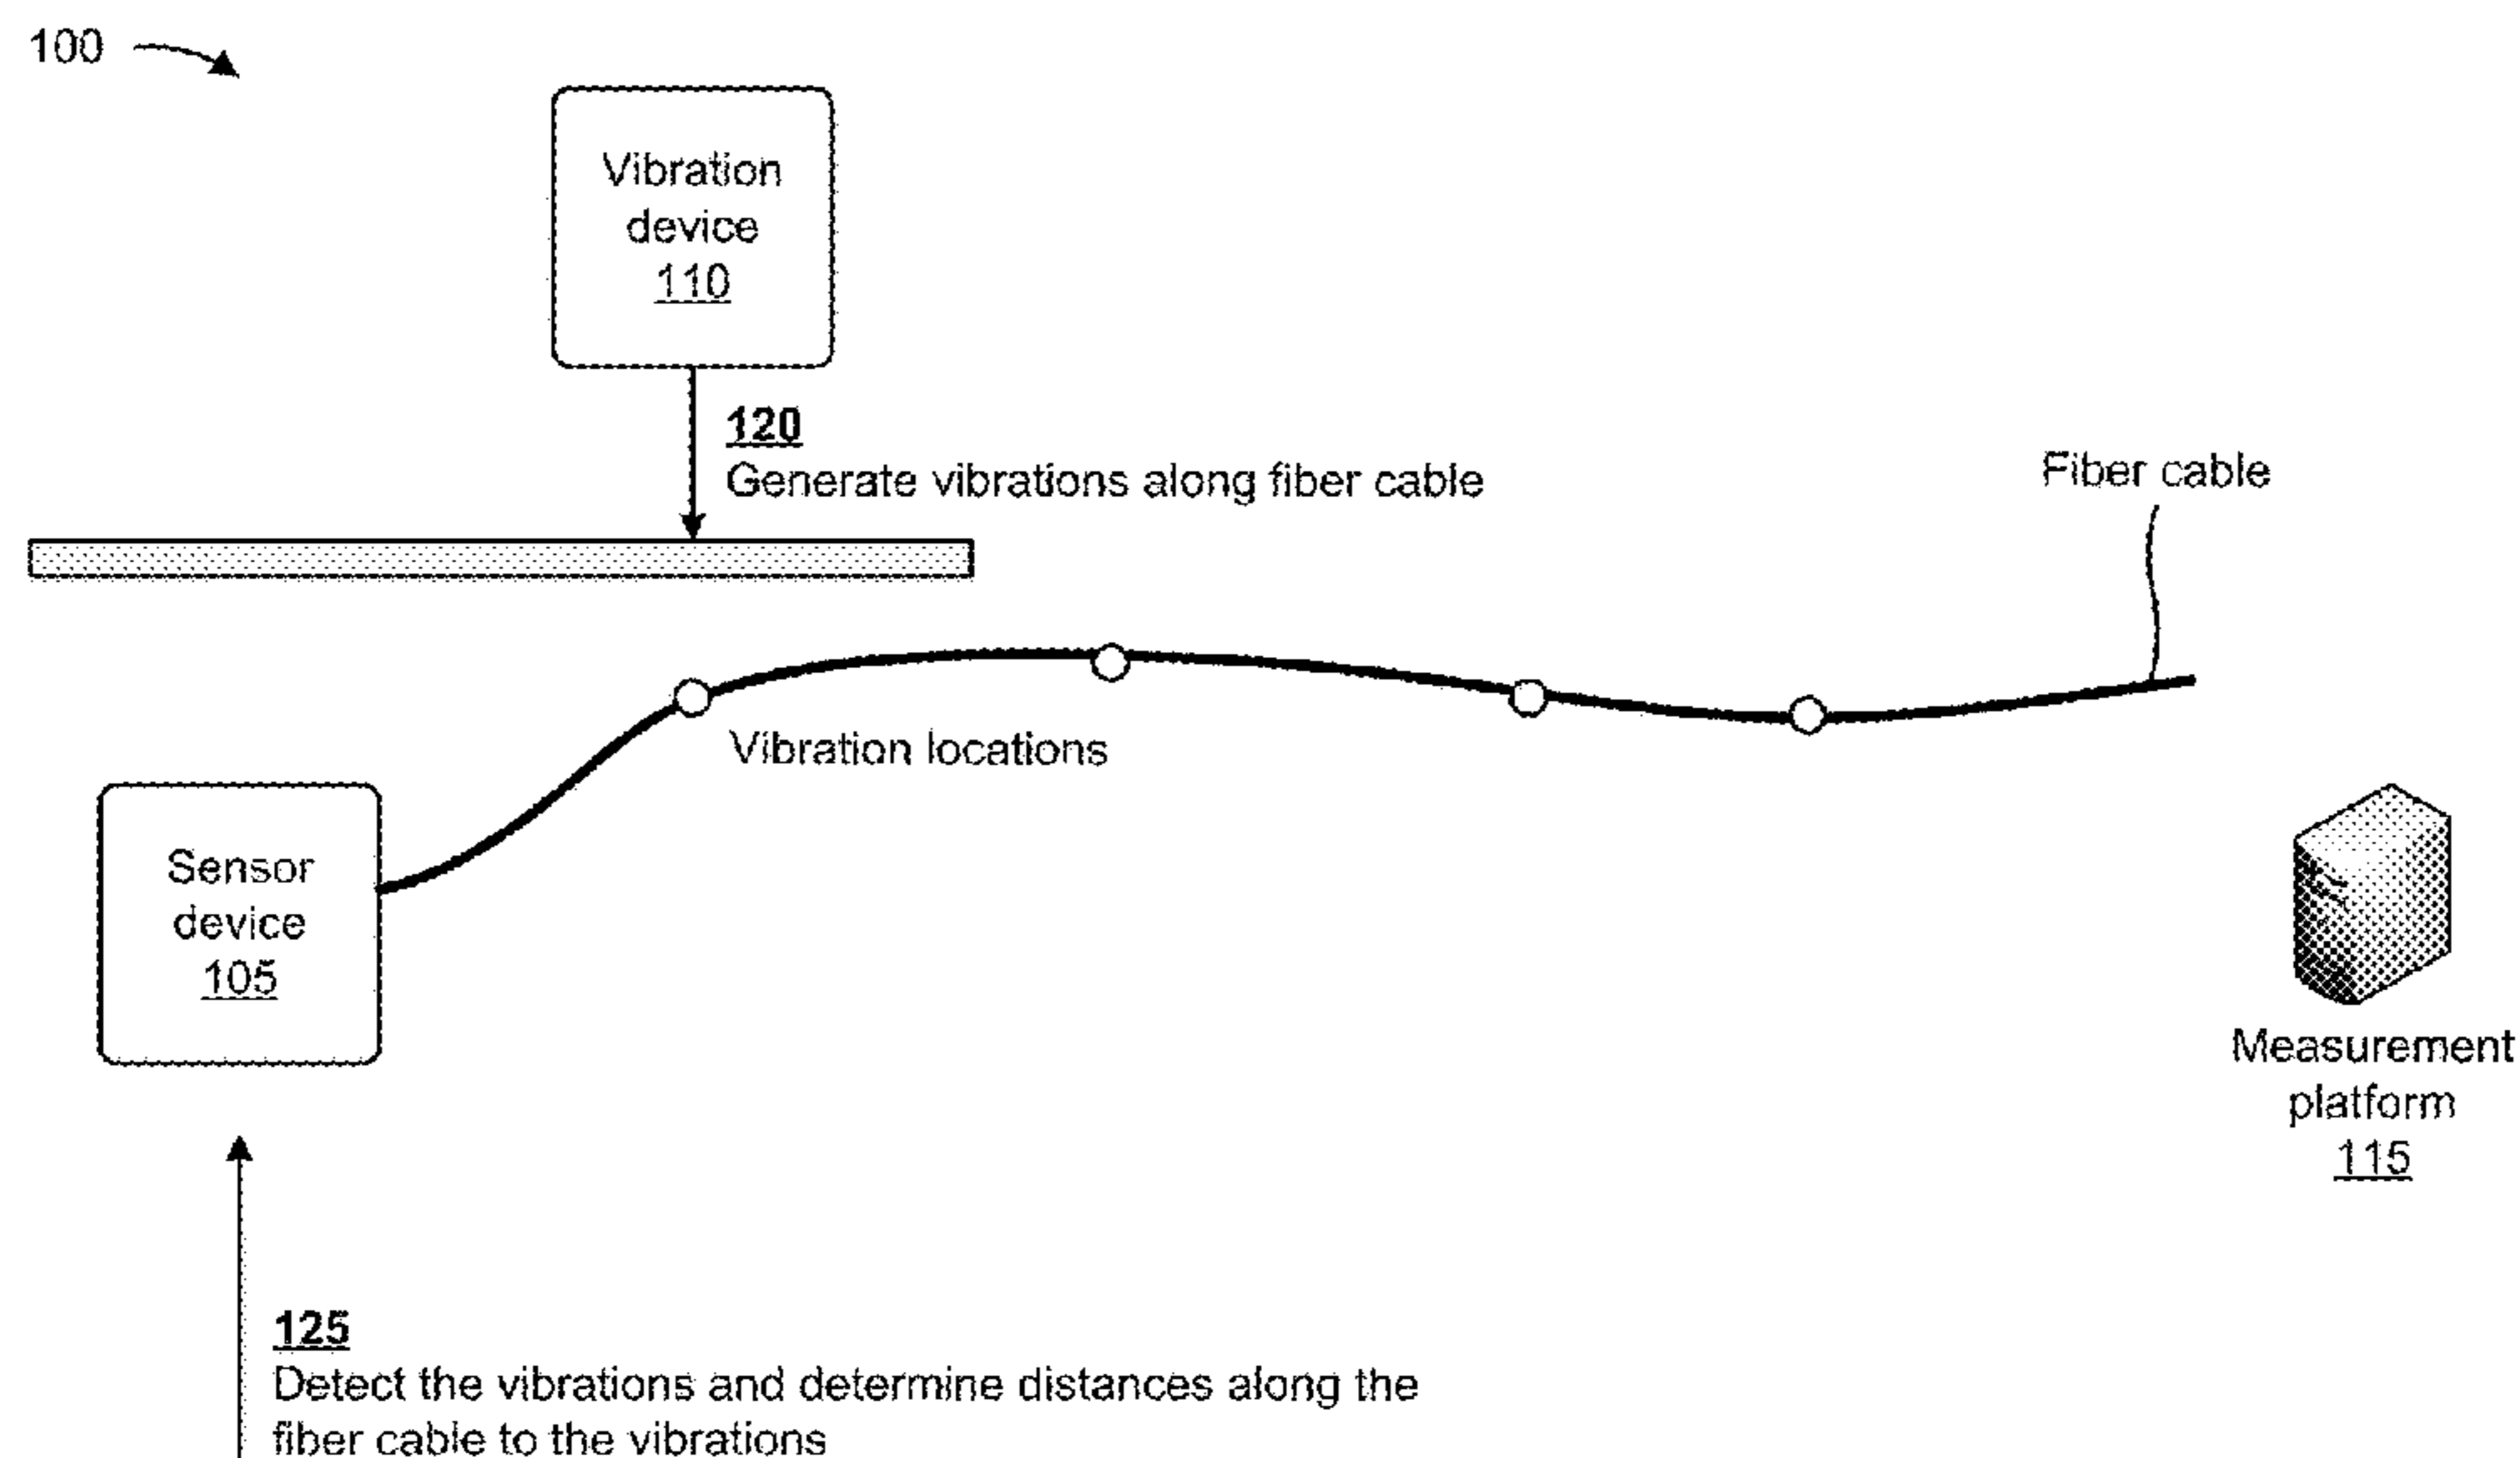 100
Vibration
device
110
120
Generate vibrations along fiber cable
Fiber cable
Vibration locations
Sensor
device
105
Measurement
platform
115
125
Detect the vibrations and determine distances along the
fiber cable to the vibrations